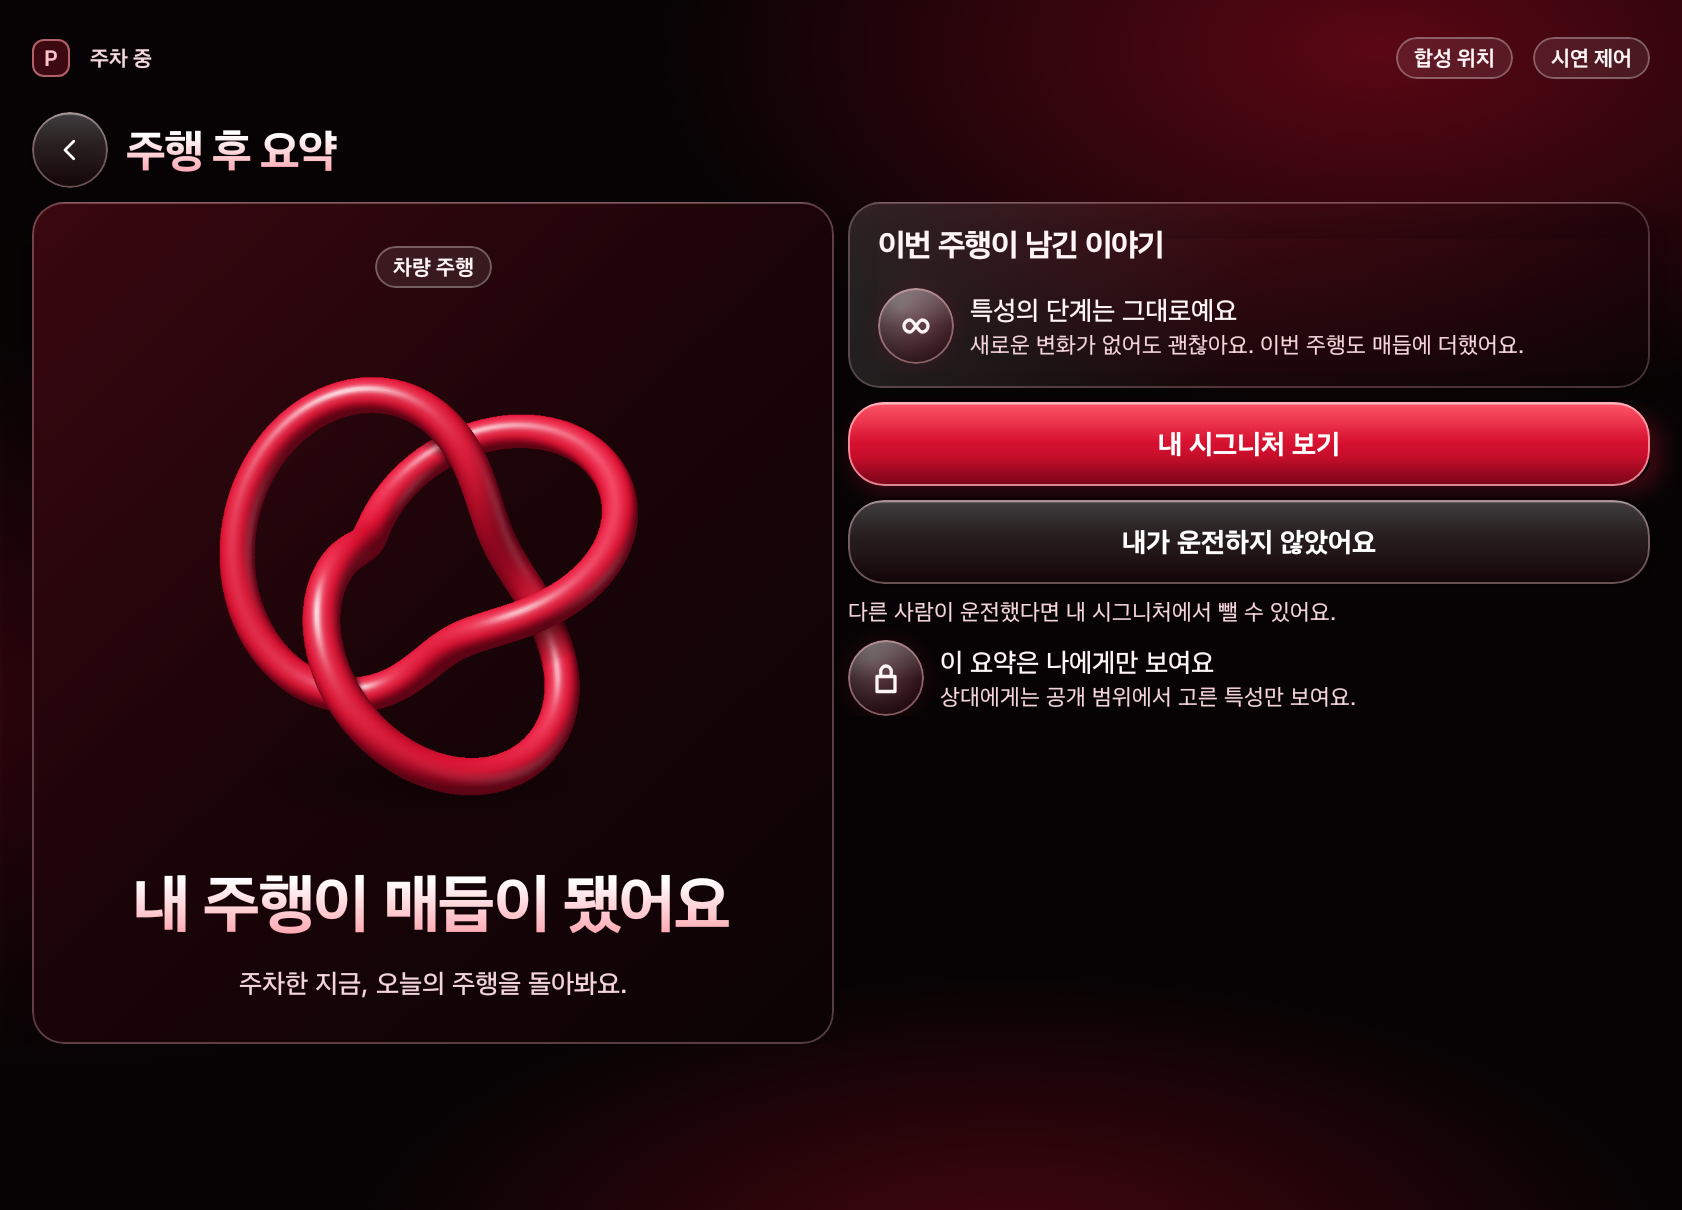 P 주차 중
합성 위치
시연 제어
주행 후 요약
차량 주행
내 주행이 매듭이 됐어요
주차한 지금, 오늘의 주행을 돌아봐요.
이번 주행이 남긴 이야기
특성의 단계는 그대로예요
새로운 변화가 없어도 괜찮아요. 이번 주행도 매듭에 더했어요.
내 시그니처 보기
내가 운전하지 않았어요
다른 사람이 운전했다면 내 시그니처에서 뺄 수 있어요.
이 요약은 나에게만 보여요
상대에게는 공개 범위에서 고른 특성만 보여요.